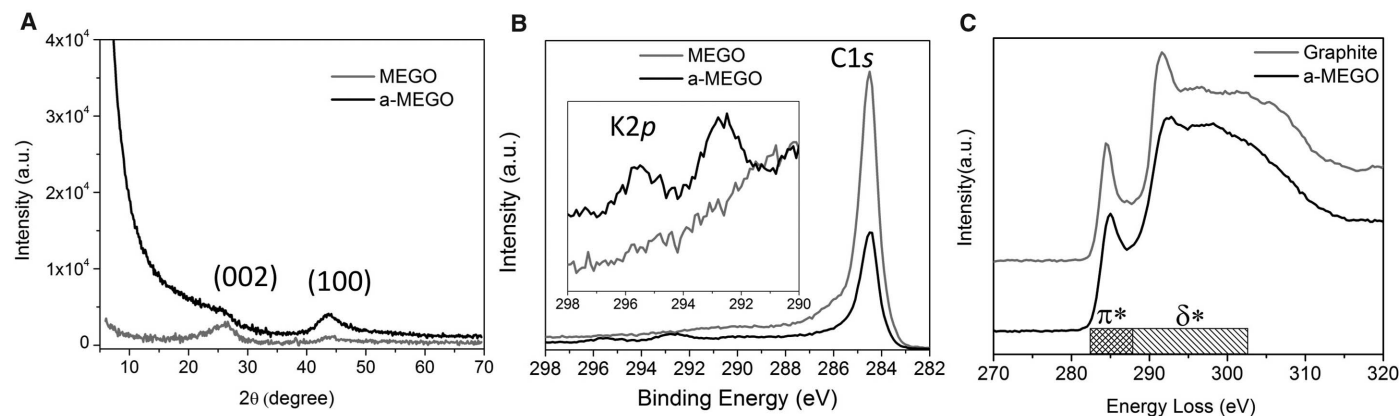 A
4x10⁴
3x10⁴
2x10⁴
1x10⁴
0
Intensity (a.u.)
MEGO
a-MEGO
(002)
(100)
10 20 30 40 50 60 70
2θ (degree)
B
MEGO
a-MEGO
C1s
K2p
298 296 294 292 290
Intensity (a.u.)
298 296 294 292 290 288 286 284 282
Binding Energy (eV)
C
Graphite
a-MEGO
Intensity(a.u.)
π*
δ*
270 280 290 300 310 320
Energy Loss (eV)